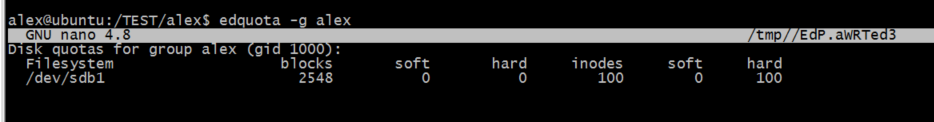 alex@ubuntu:/TEST/alex$ edquota -g alex
GNU nano 4.8 /tmp//EdP.aWRTed3
Disk quotas for group alex (gid 1000):
Filesystem blocks soft hard inodes soft hard
/dev/sdb1 2548 0 0 100 0 100